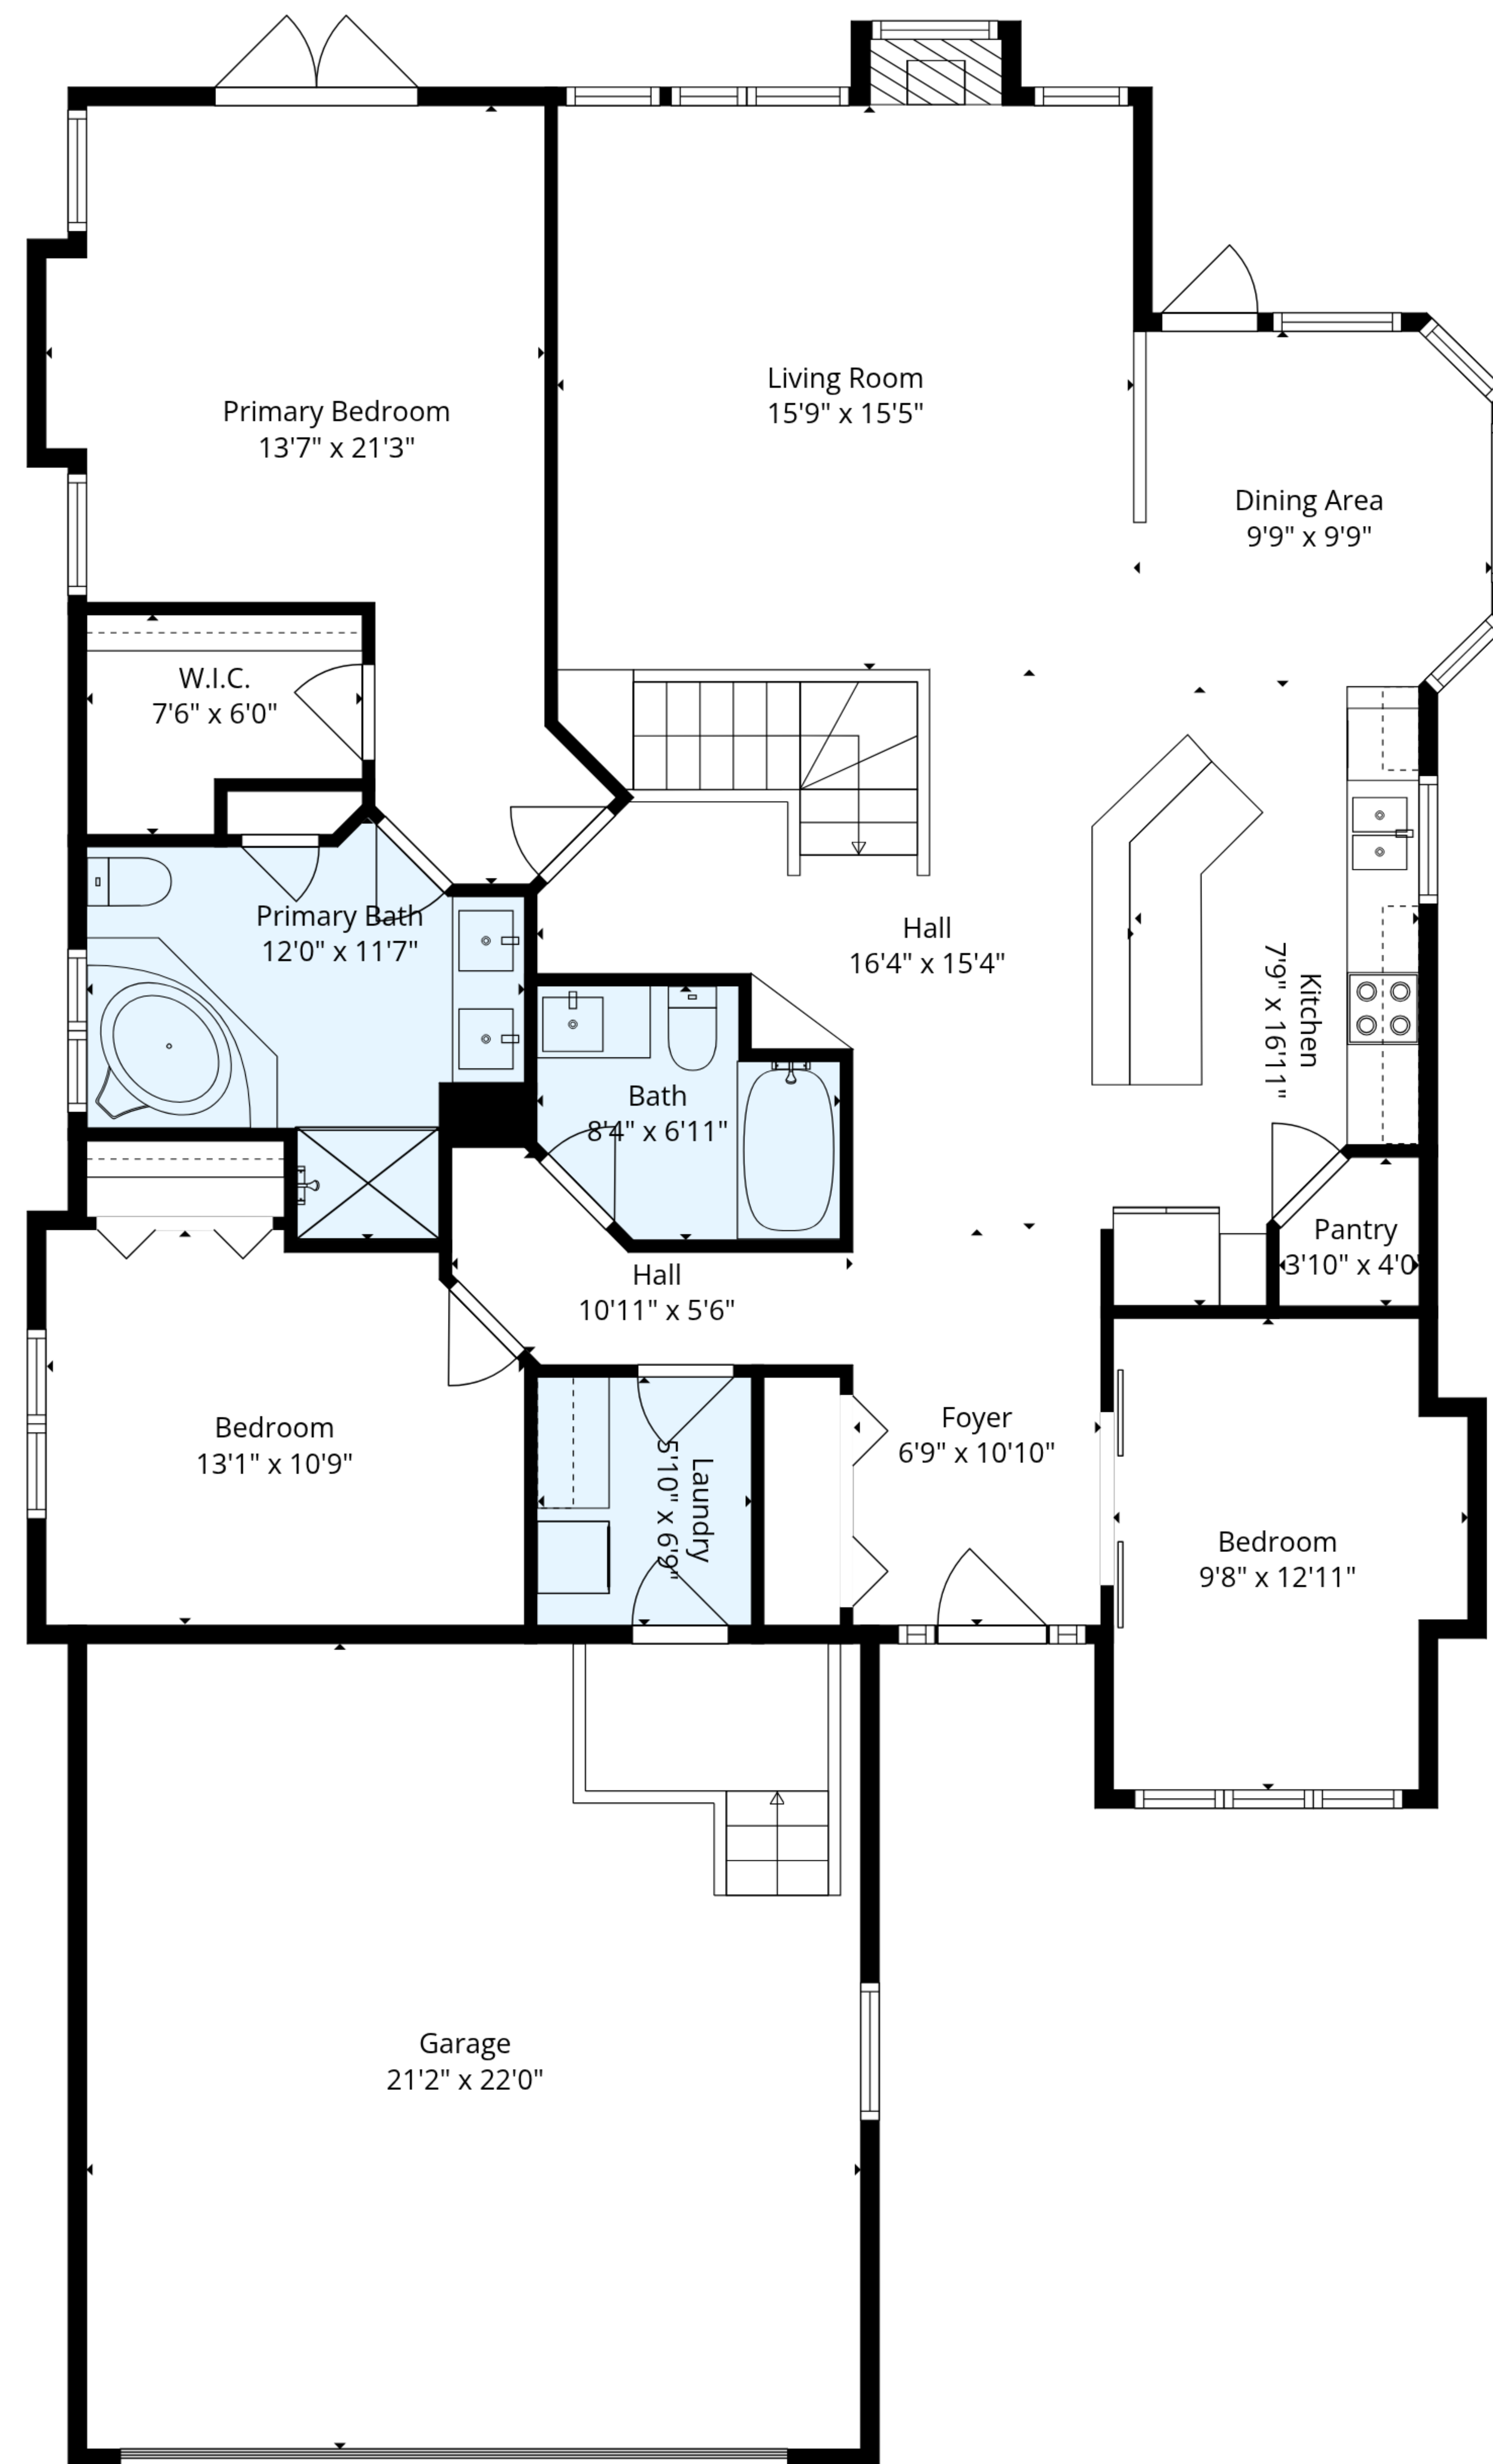 Primary Bedroom
13'7" x 21'3"
Living Room
15'9" x 15'5"
Dining Area
9'9" x 9'9"
W.I.C.
7'6" x 6'0"
Primary Bath
12'0" x 11'7"
Hall
16'4" x 15'4"
Kitchen
7'9" x 16'11"
Bath
8'4" x 6'11"
Pantry
3'10" x 4'0"
Hall
10'11" x 5'6"
Bedroom
13'1" x 10'9"
Laundry
5'10" x 6'9"
Foyer
6'9" x 10'10"
Bedroom
9'8" x 12'11"
Garage
21'2" x 22'0"